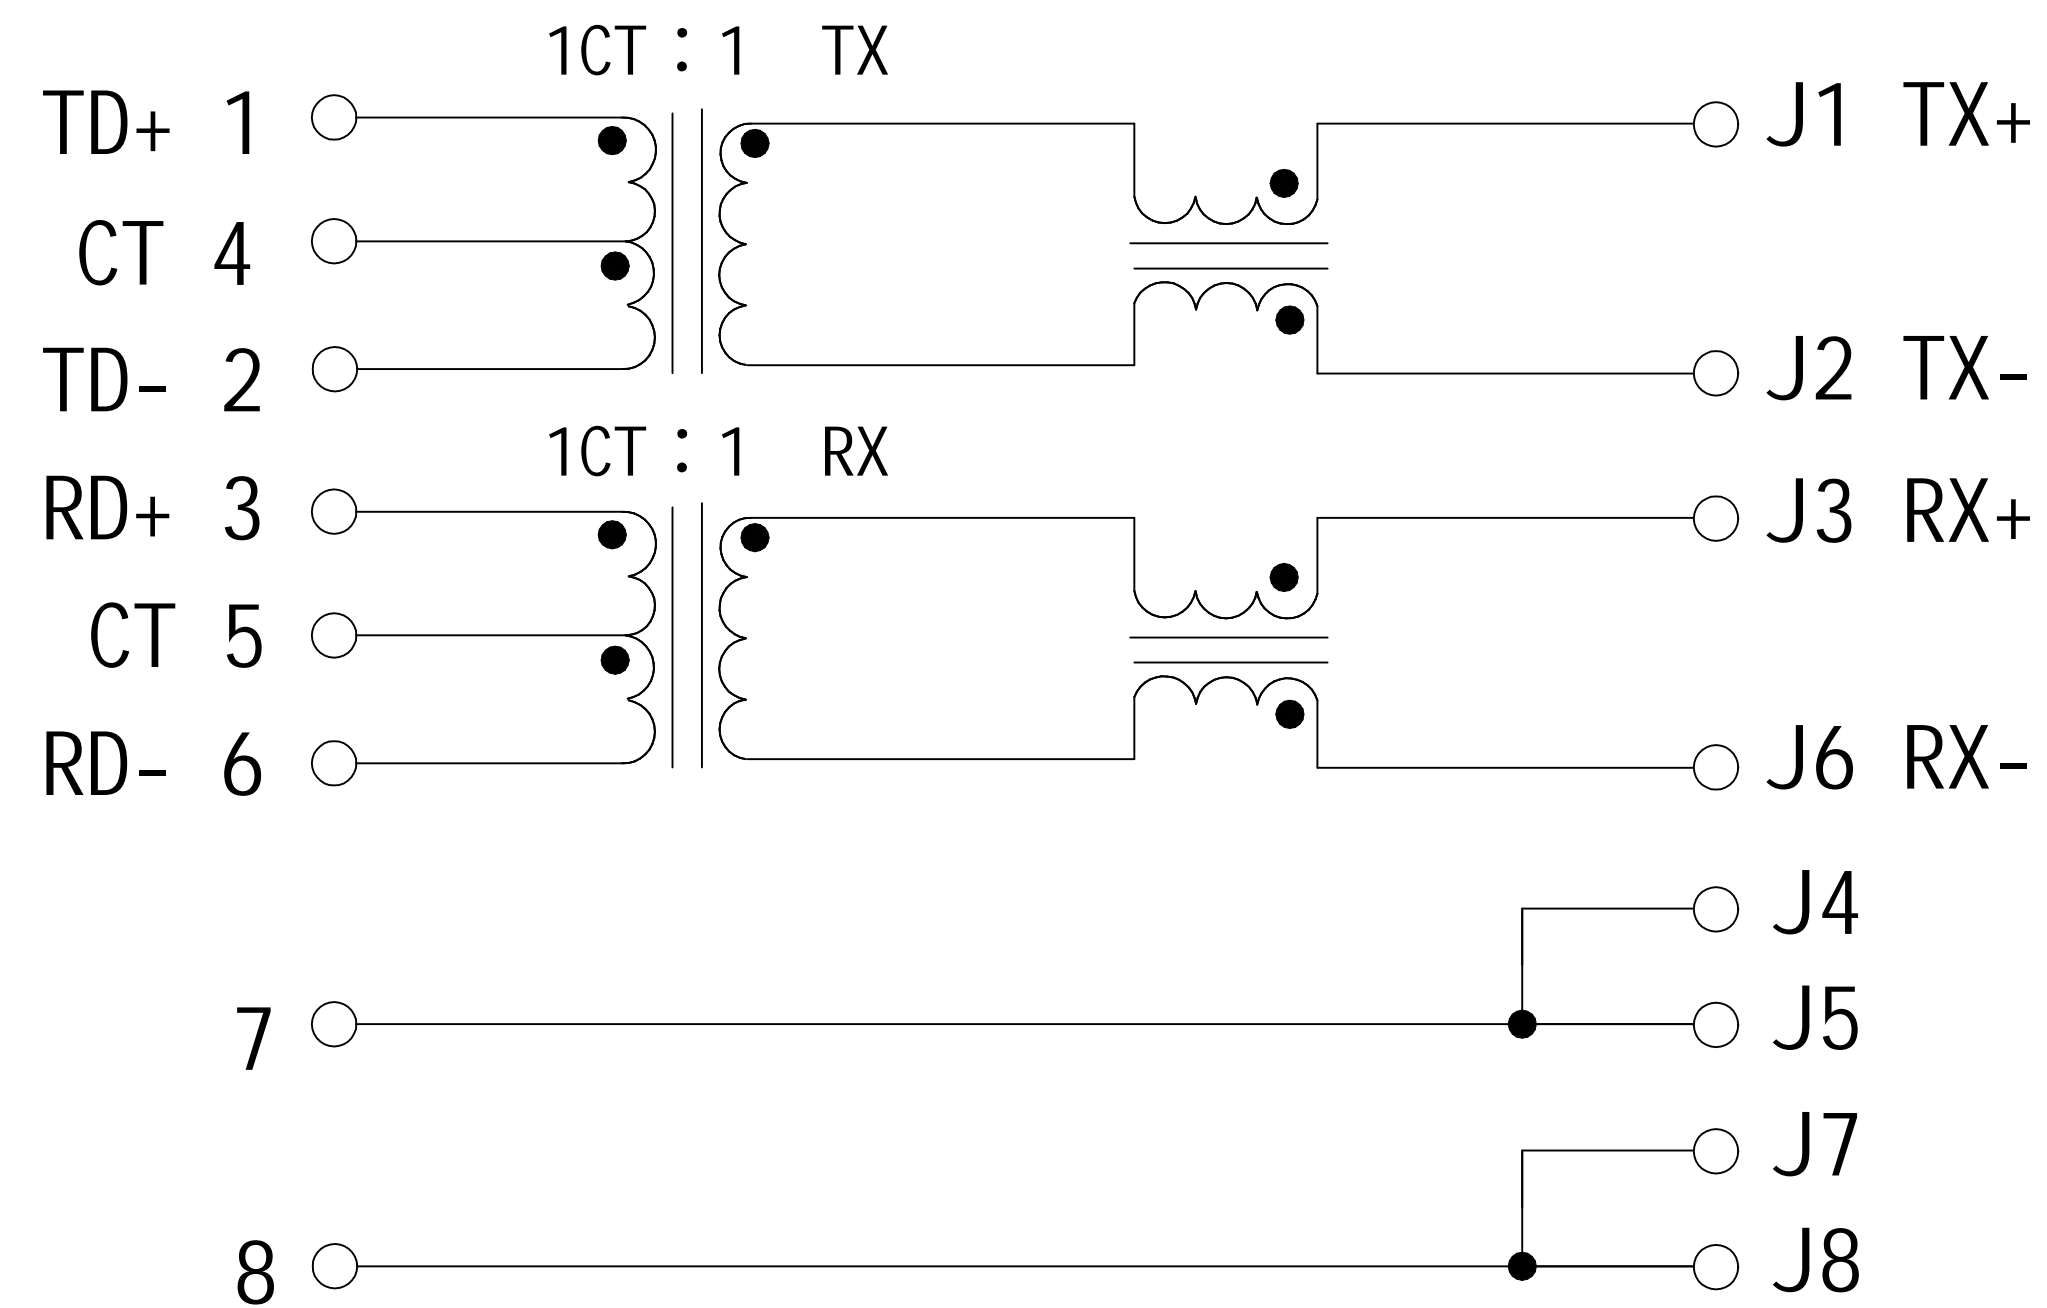 1CT : 1 TX
TD+ 1
J1 TX+
CT 4
TD- 2
J2 TX-
1CT : 1 RX
RD+ 3
J3 RX+
CT 5
RD- 6
J6 RX-
J4
7
J5
J7
8
J8